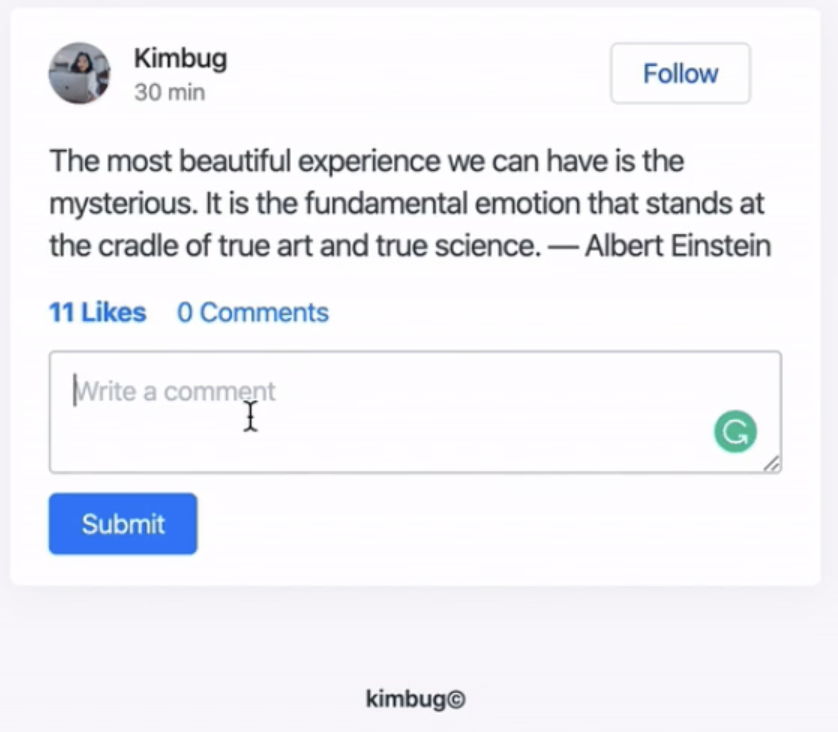 Kimbug
30 min
Follow
The most beautiful experience we can have is the
mysterious. It is the fundamental emotion that stands at
the cradle of true art and true science. — Albert Einstein
11 Likes 0 Comments
Write a comment
Submit
kimbug©